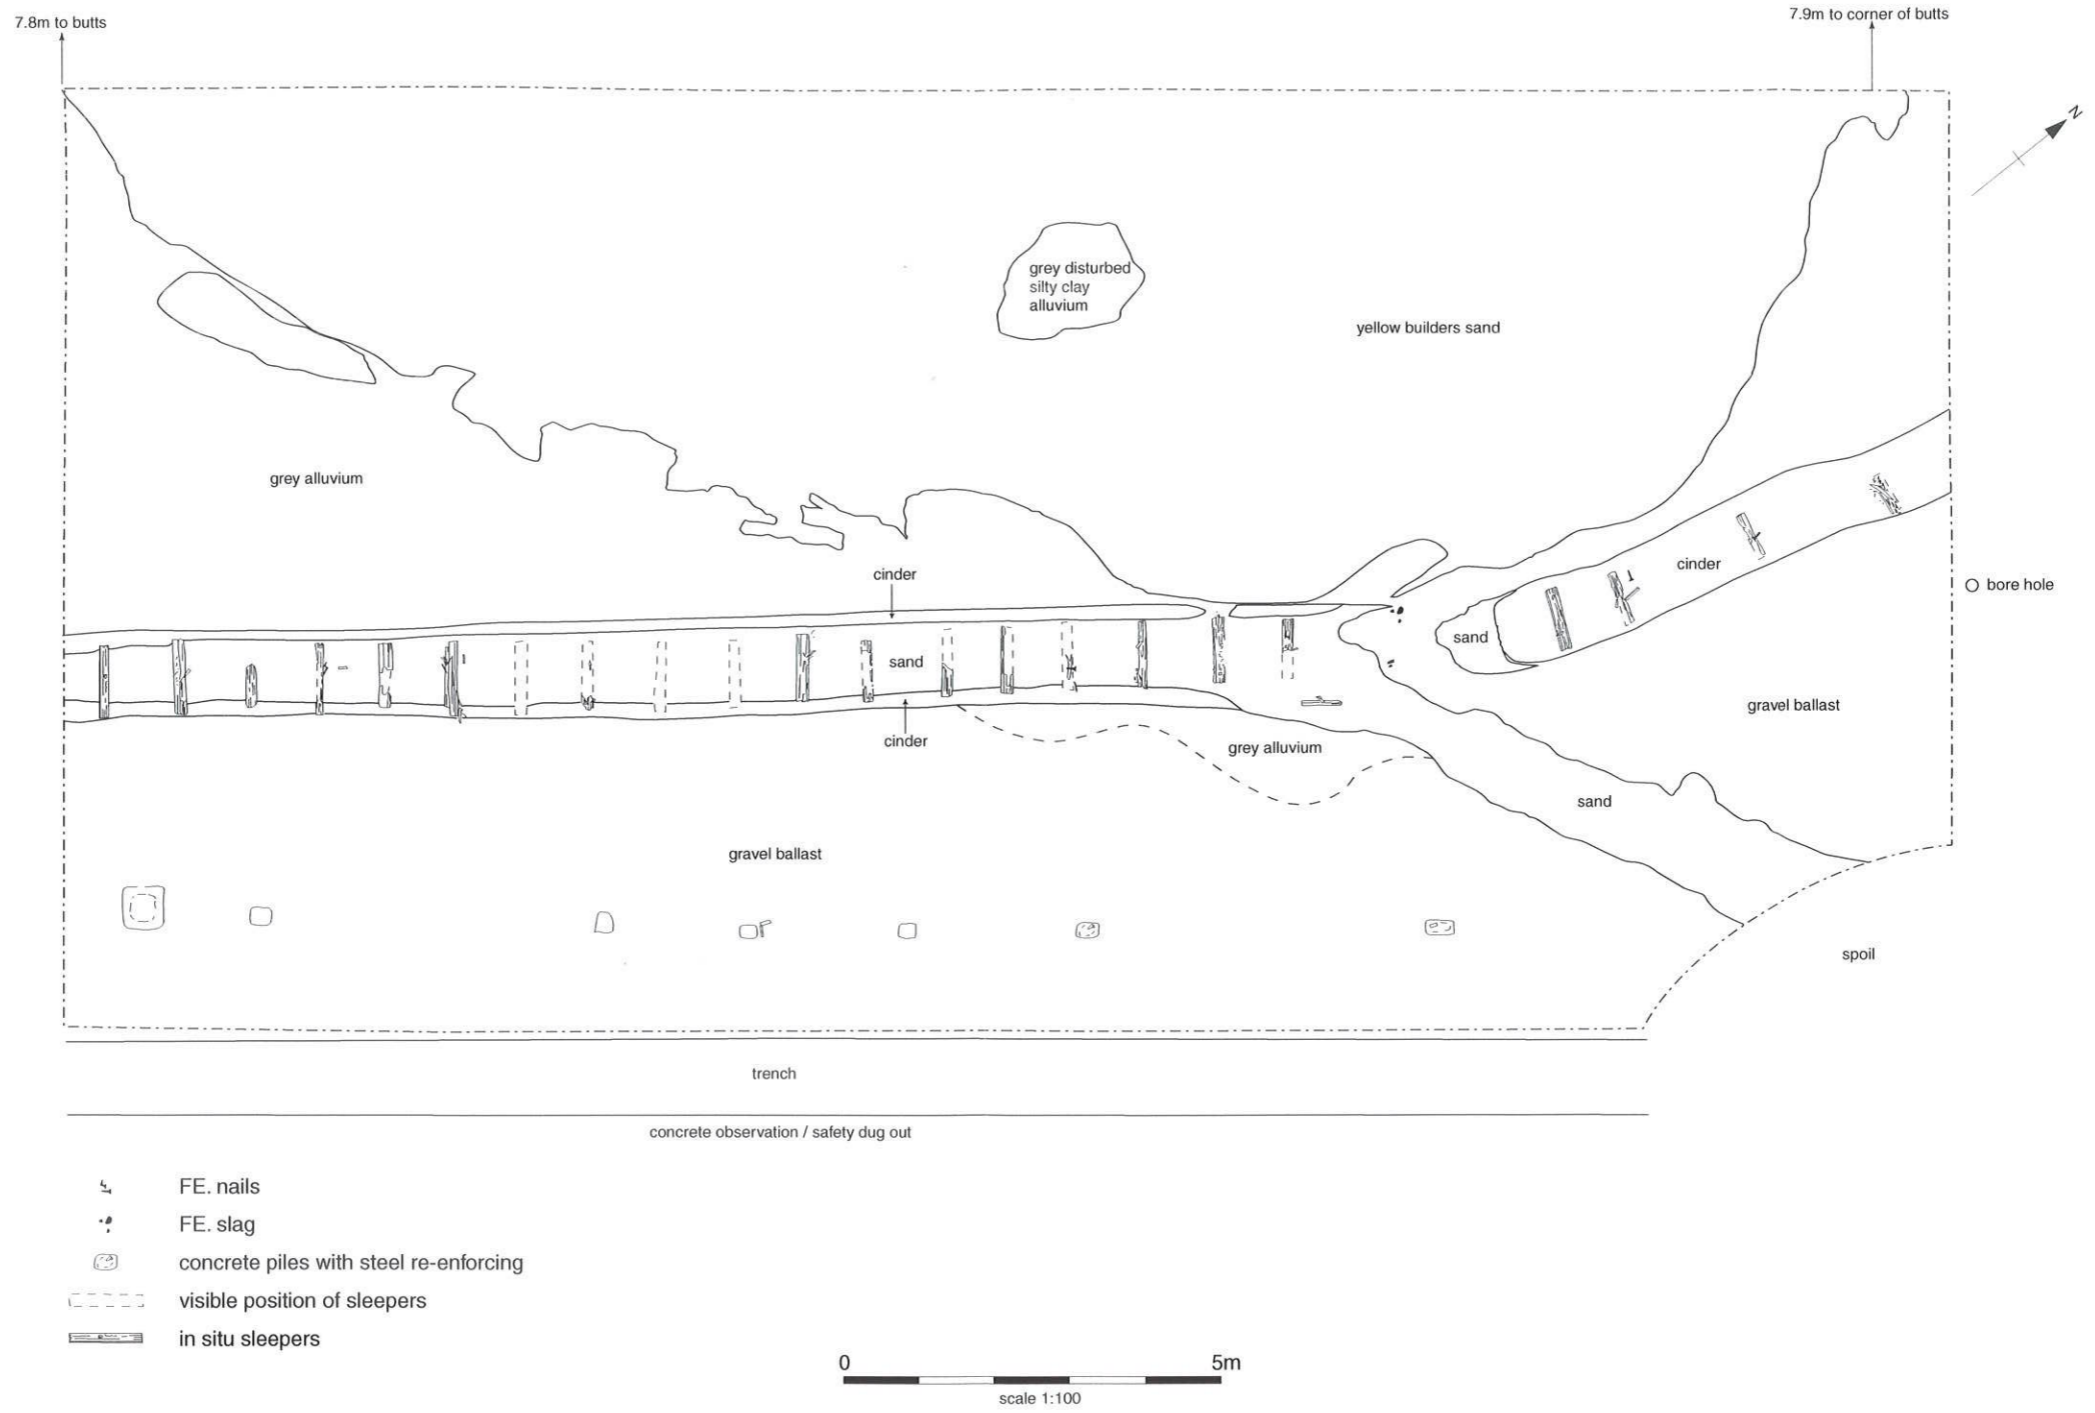 7.8m to butts
7.9m to corner of butts
N
grey disturbed
silty clay
alluvium
yellow builders sand
grey alluvium
cinder
cinder
bore hole
sand
sand
gravel ballast
cinder
grey alluvium
sand
gravel ballast
spoil
trench
concrete observation / safety dug out
FE. nails
FE. slag
concrete piles with steel re-enforcing
visible position of sleepers
in situ sleepers
0
5m
scale 1:100